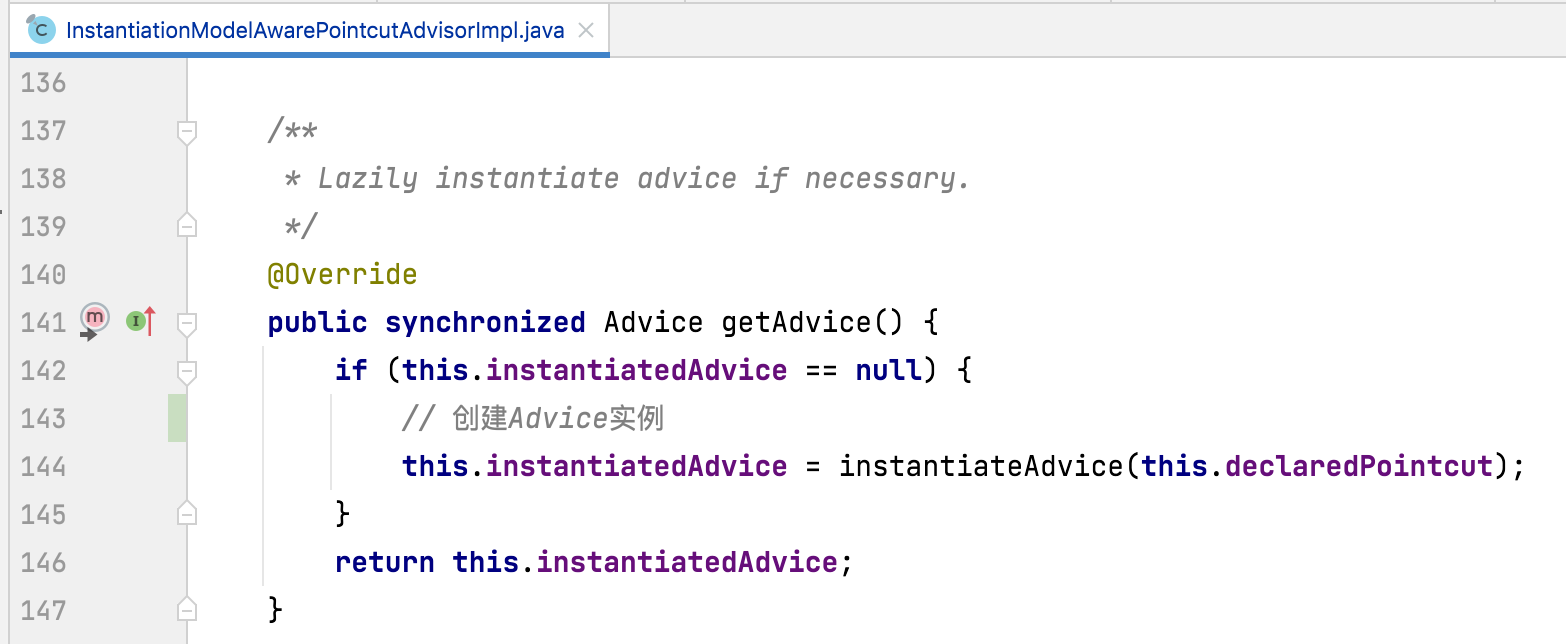 InstantiationModelAwarePointcutAdvisorImpl.java
136
137 /**
138 * Lazily instantiate advice if necessary.
139 */
140 @Override
141 public synchronized Advice getAdvice() {
142 if (this.instantiatedAdvice == null) {
143 // 创建Advice实例
144 this.instantiatedAdvice = instantiateAdvice(this.declaredPointcut);
145 }
146 return this.instantiatedAdvice;
147 }